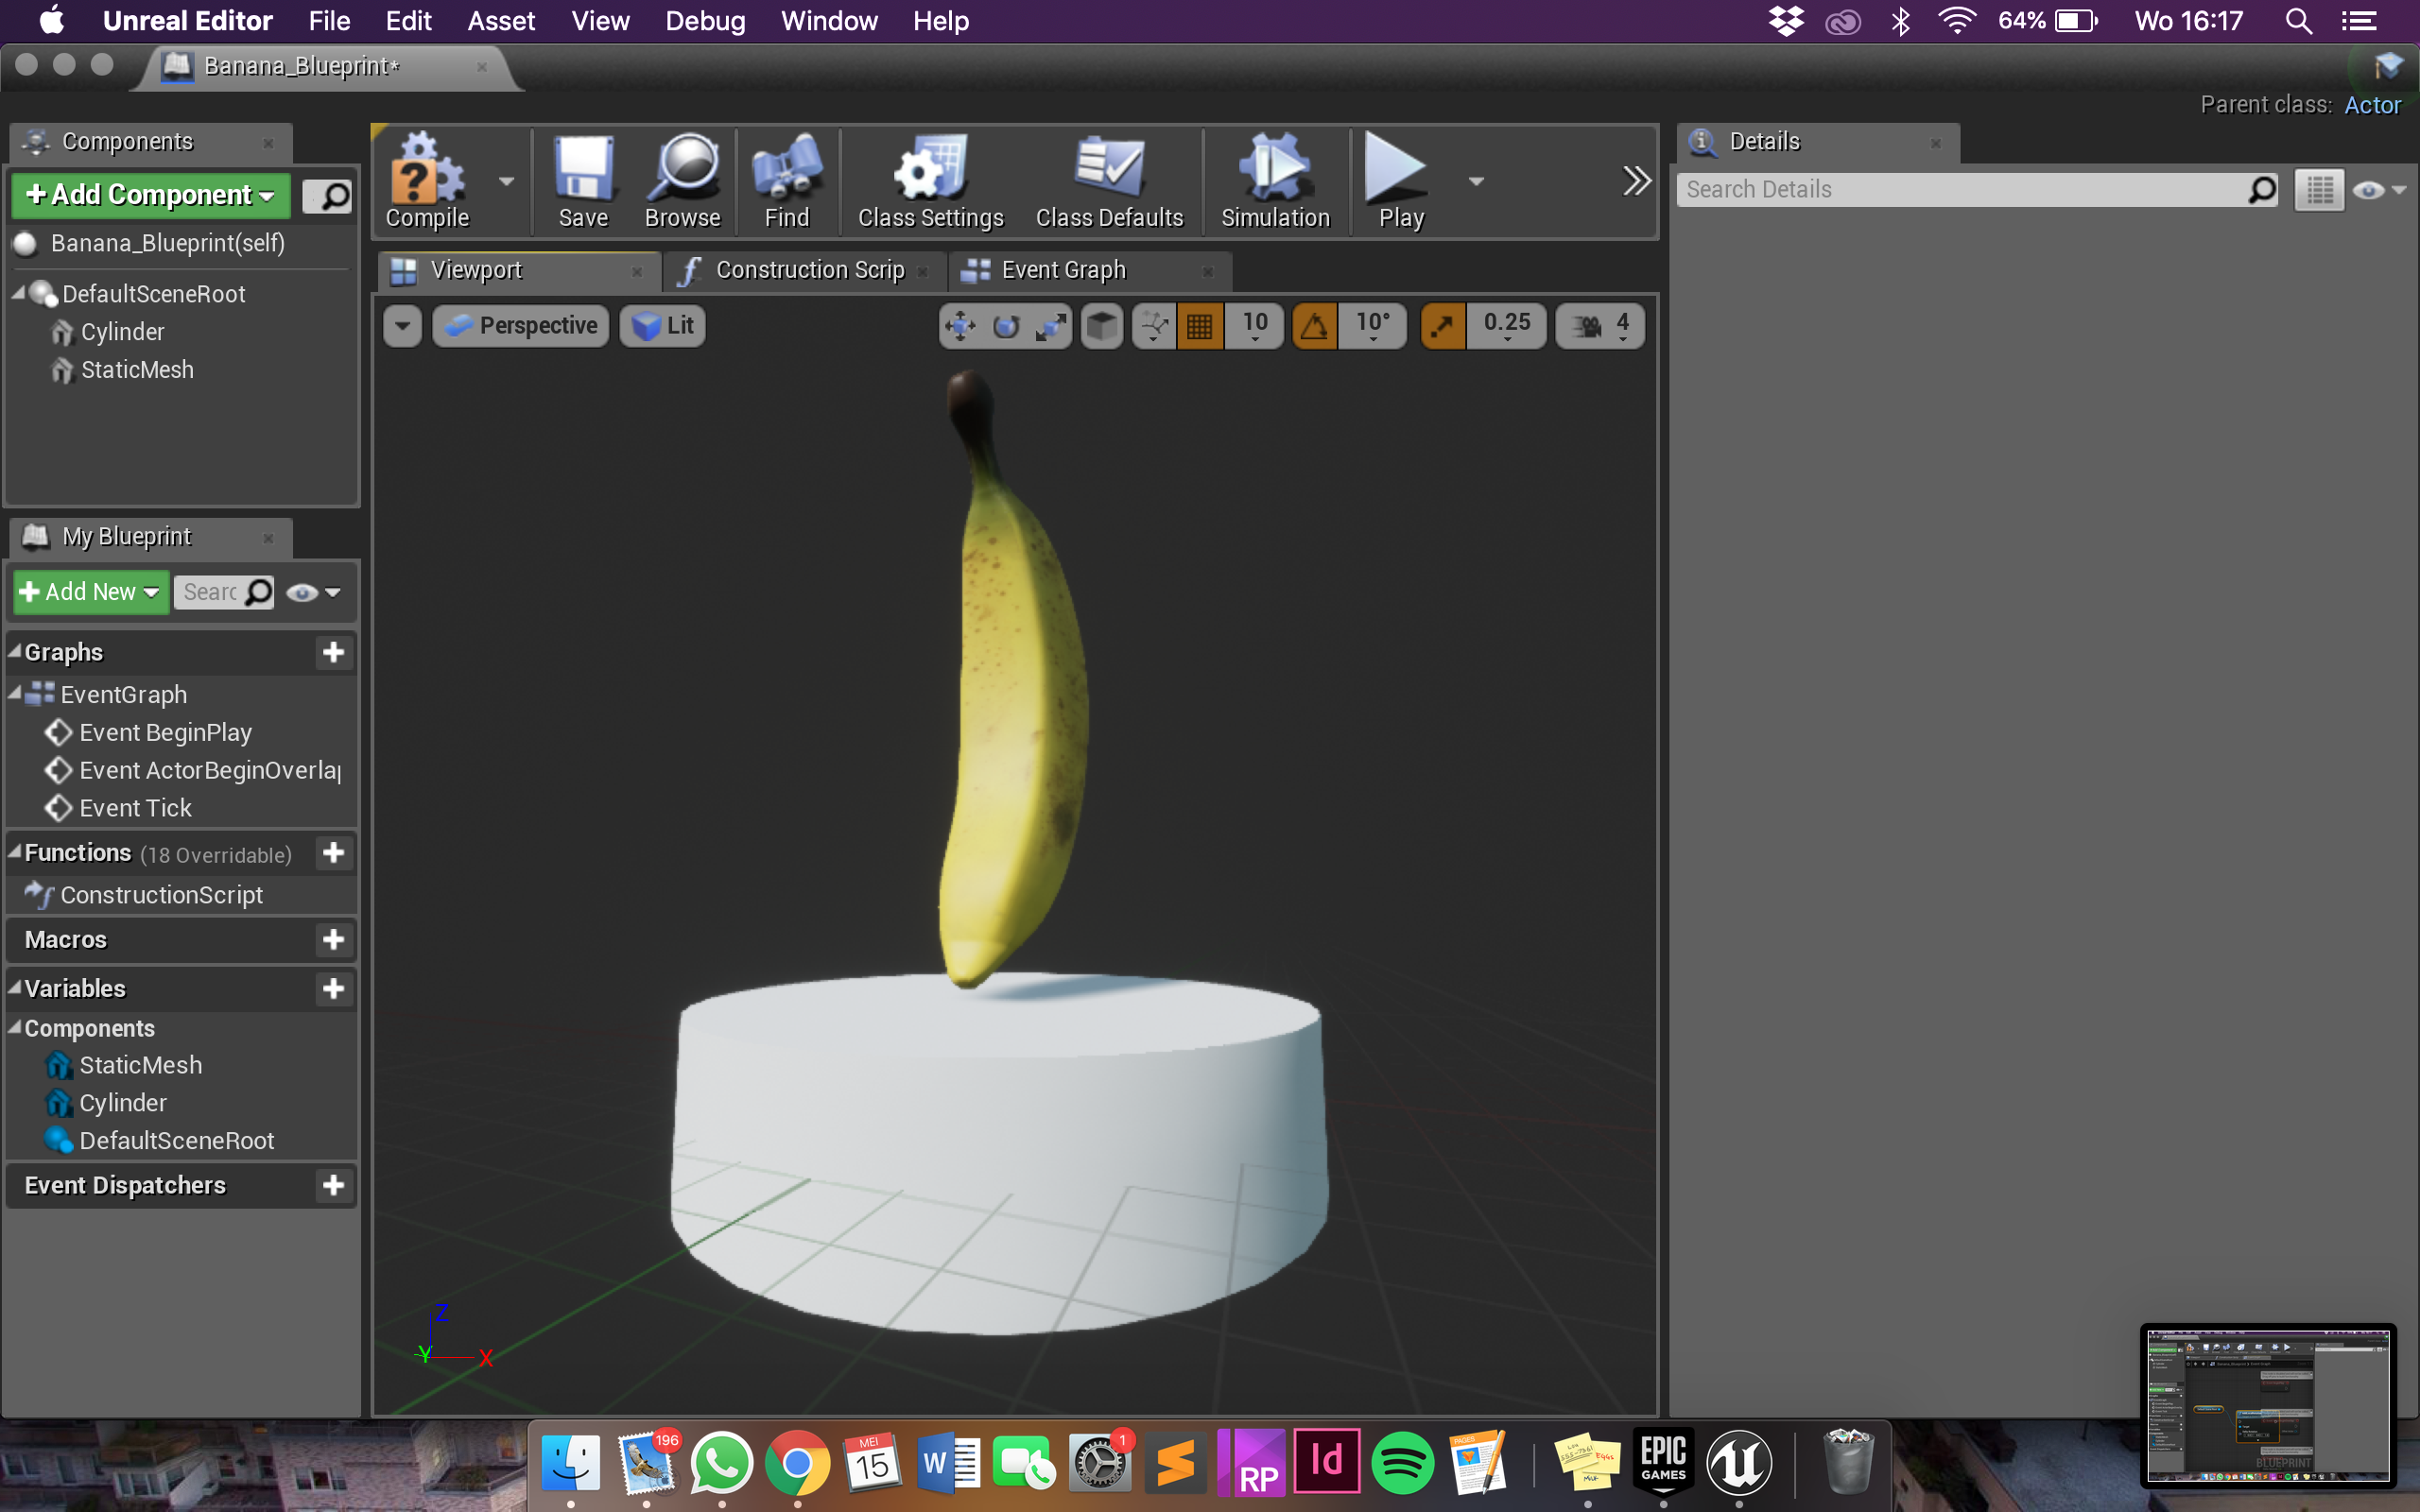 Unreal Editor File Edit Asset View Debug Window Help 64% Wo 16:17
Banana_Blueprint*
Parent class: Actor
Components
+Add Component
Banana_Blueprint(self)
DefaultSceneRoot
Cylinder
StaticMesh
My Blueprint
+Add New Searc
Graphs +
EventGraph
Event BeginPlay
Event ActorBeginOverlap
Event Tick
Functions (18 Overridable) +
ConstructionScript
Macros +
Variables +
Components
StaticMesh
Cylinder
DefaultSceneRoot
Event Dispatchers +
Compile Save Browse Find Class Settings Class Defaults Simulation Play
Viewport Construction Scrip Event Graph
Perspective Lit 10 10° 0.25 4
Z
Y X
Details
Search Details
196
MEI
15
W
1
RP
Id
EPIC
GAMES
BLUEPRINT